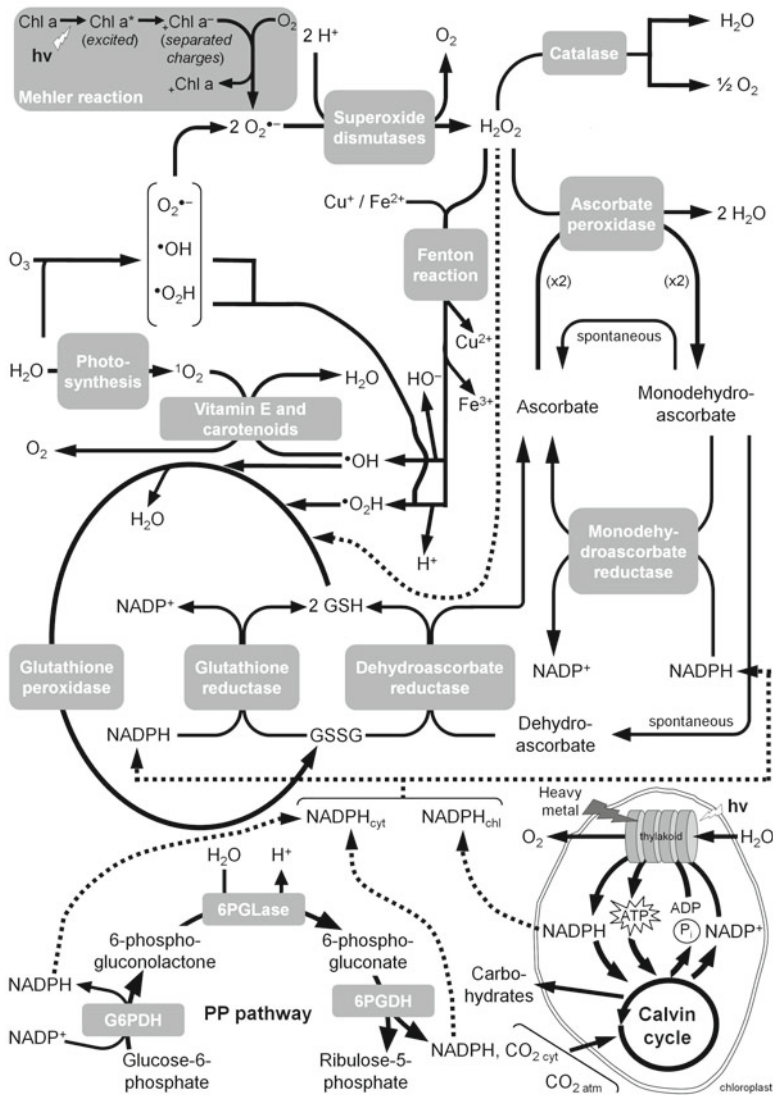 Chl a Chl a* ₊Chl a⁻ O₂
hv (excited) (separated
charges)
₊Chl a
Mehler reaction
2 H⁺
O₂
Catalase
H₂O
½ O₂
2 O₂•⁻
Superoxide
dismutases
H₂O₂
O₂•⁻
•OH
•O₂H
O₃
Cu⁺ / Fe²⁺
Fenton
reaction
Ascorbate
peroxidase
2 H₂O
(x2) (x2)
Cu²⁺
spontaneous
H₂O
Photo-
synthesis
¹O₂
H₂O
HO⁻
Fe³⁺
Ascorbate
Monodehydro-
ascorbate
Vitamin E and
carotenoids
O₂
•OH
•O₂H
H₂O
H⁺
Monodehy-
droascorbate
reductase
NADP⁺
2 GSH
Glutathione
peroxidase
Glutathione
reductase
Dehydroascorbate
reductase
NADP⁺
NADPH
NADPH
GSSG
Dehydro-
ascorbate
spontaneous
NADPHcyt
NADPHchl
Heavy
metal
hv
O₂
thylakoid
H₂O
H₂O
H⁺
6PGLase
6-phospho-
gluconolactone
6-phospho-
gluconate
NADPH
ATP
ADP
Pi
NADP⁺
NADPH
Carbo-
hydrates
G6PDH
PP pathway
6PGDH
Calvin
cycle
NADP⁺
Glucose-6-
phosphate
Ribulose-5-
phosphate
NADPH, CO₂ cyt
CO₂ atm
chloroplast